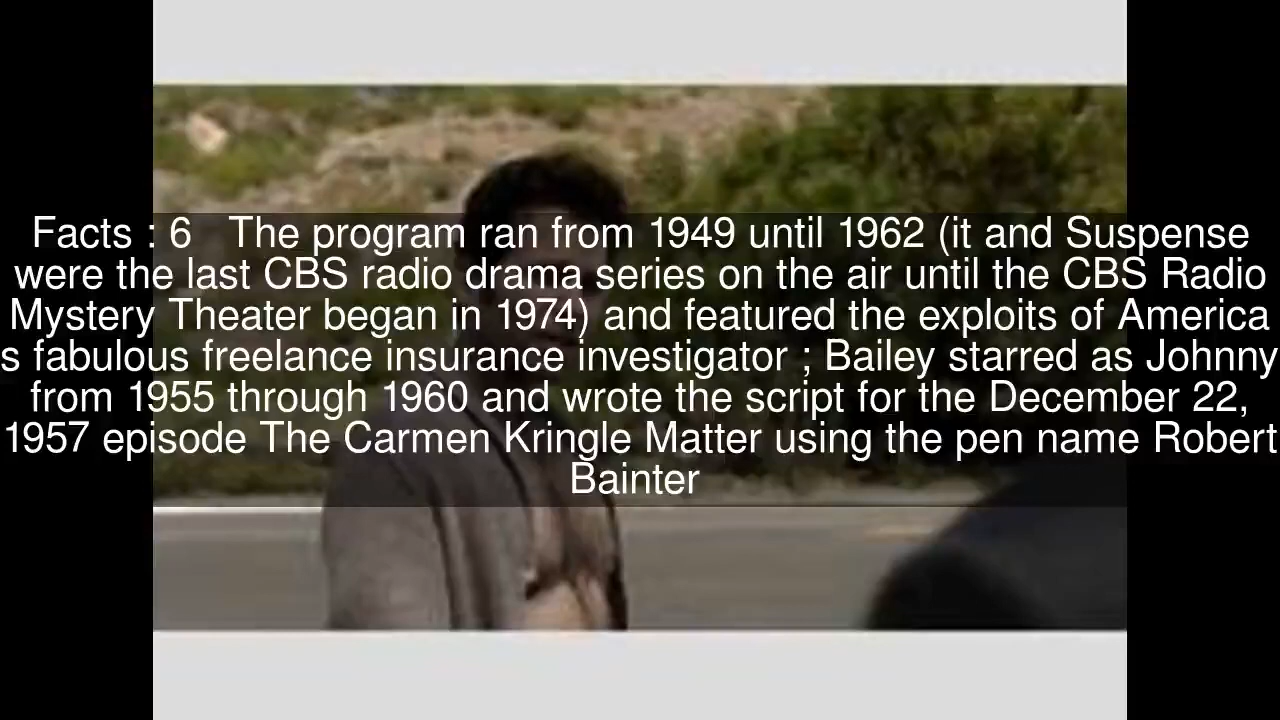 Facts : 6   The program ran from 1949 until 1962 (it and Suspense
were the last CBS radio drama series on the air until the CBS Radio
Mystery Theater began in 1974) and featured the exploits of America
s fabulous freelance insurance investigator ; Bailey starred as Johnny
from 1955 through 1960 and wrote the script for the December 22,
1957 episode The Carmen Kringle Matter using the pen name Robert
Bainter